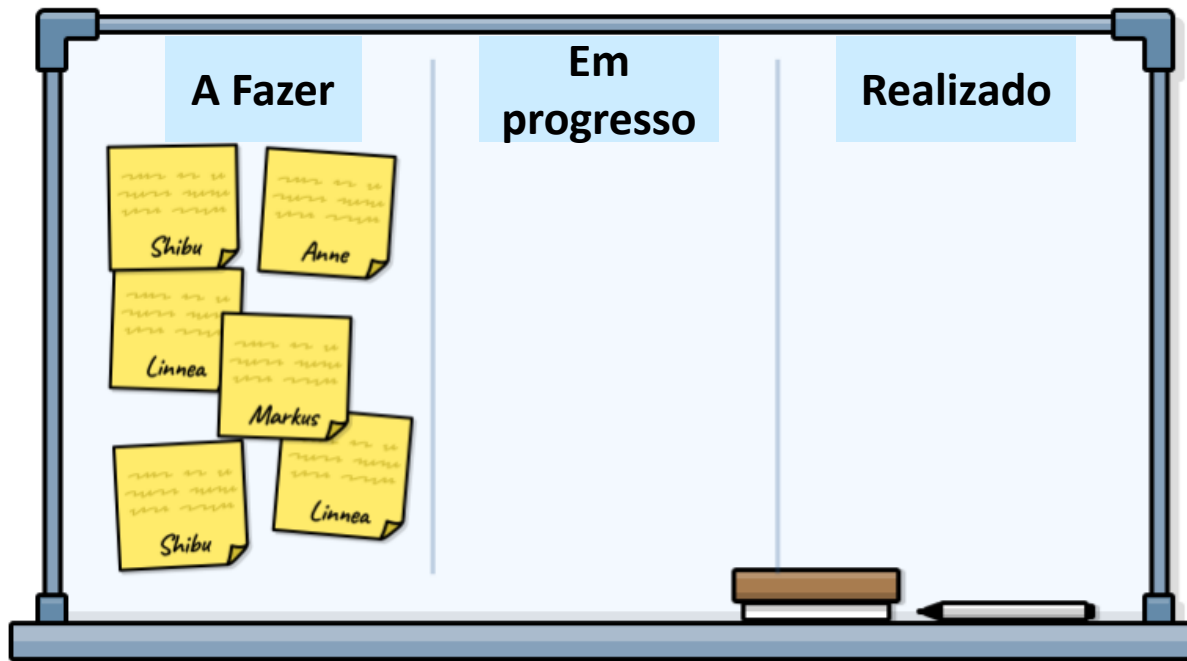 A Fazer
Em
progresso
Realizado
Shibu
Anne
Linnea
Markus
Linnea
Shibu